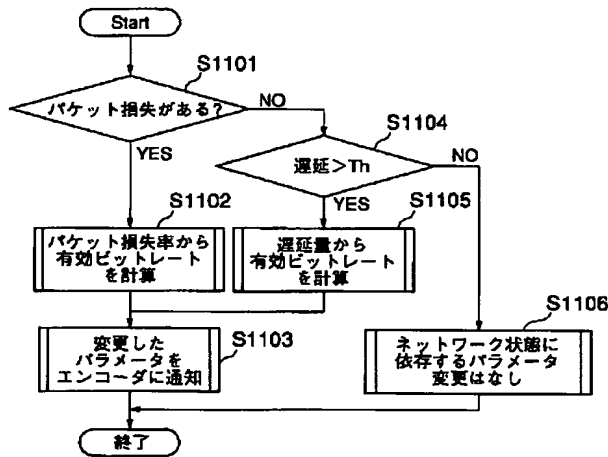 Start
S1101
パケット損失がある?
NO
YES
S1104
遅延>Th
NO
YES
S1102
パケット損失率から
有効ビットレート
を計算
S1105
遅延量から
有効ビットレート
を計算
S1103
変更した
パラメータを
エンコーダに通知
S1106
ネットワーク状態に
依存するパラメータ
変更はなし
終了